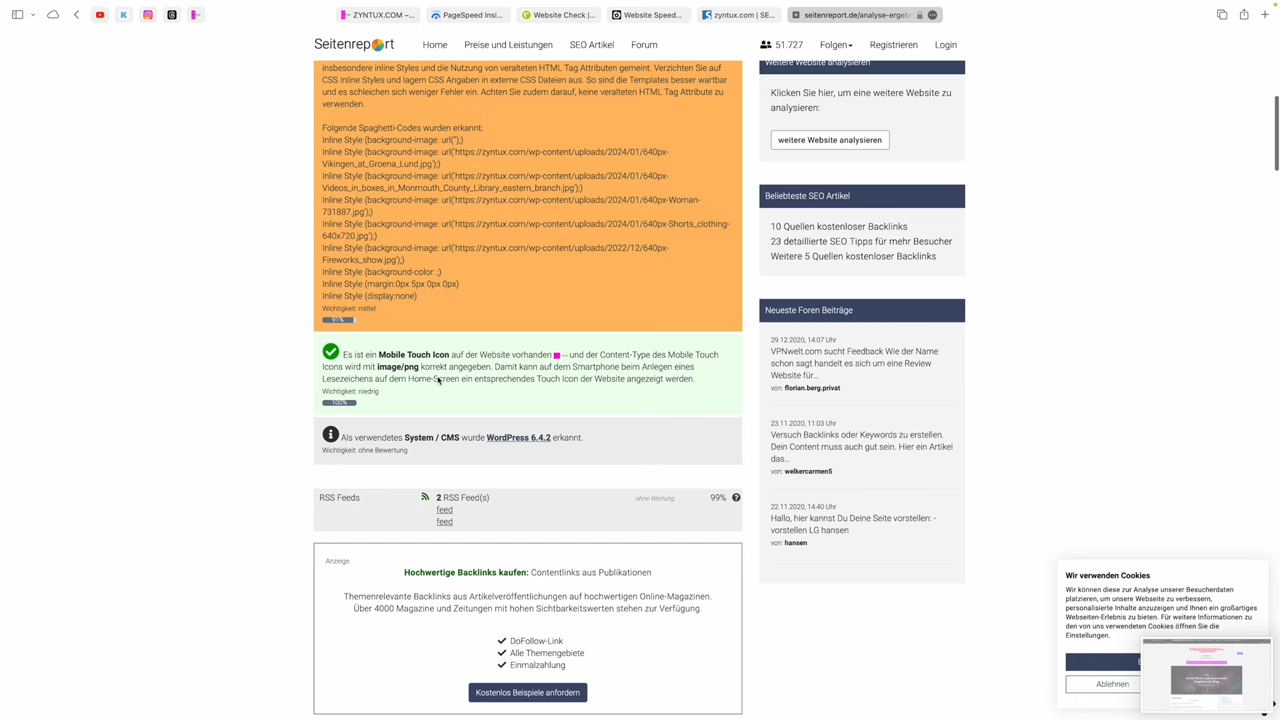 ZYNTUX.COM –...
PageSpeed Insi...
Website Check |...
Website Speed...
zyntux.com | SE...
seitenreport.de/analyse-ergeb
Seitenreport
Home
Preise und Leistungen
SEO Artikel
Forum
51.727
Folgen
Registrieren
Login
insbesondere inline Styles und die Nutzung von veralteten HTML Tag Attributen gemeint. Verzichten Sie auf
CSS Inline Styles und lagern CSS Angaben in externe CSS Dateien aus. So sind die Templates besser wartbar
und es schleichen sich weniger Fehler ein. Achten Sie zudem darauf, keine veralteten HTML Tag Attribute zu
verwenden.
Folgende Spaghetti-Codes wurden erkannt:
Inline Style (background-image: url('');)
Inline Style (background-image: url('https://zyntux.com/wp-content/uploads/2024/01/640px-
Vikingen_at_Groena_Lund.jpg');)
Inline Style (background-image: url('https://zyntux.com/wp-content/uploads/2024/01/640px-
Videos_in_boxes_in_Monmouth_County_Library_eastern_branch.jpg');)
Inline Style (background-image: url('https://zyntux.com/wp-content/uploads/2024/01/640px-Woman-
731887.jpg');)
Inline Style (background-image: url('https://zyntux.com/wp-content/uploads/2024/01/640px-Shorts_clothing-
640x720.jpg');)
Inline Style (background-image: url('https://zyntux.com/wp-content/uploads/2022/12/640px-
Fireworks_show.jpg');)
Inline Style (background-color: ;)
Inline Style (margin:0px 5px 0px 0px)
Inline Style (display:none)
Wichtigkeit: mittel
91%
Es ist ein Mobile Touch Icon auf der Website vorhanden und der Content-Type des Mobile Touch
Icons wird mit image/png korrekt angegeben. Damit kann auf dem Smartphone beim Anlegen eines
Lesezeichens auf dem Home-Screen ein entsprechendes Touch Icon der Website angezeigt werden.
Wichtigkeit: niedrig
100%
Als verwendetes System / CMS wurde WordPress 6.4.2 erkannt.
Wichtigkeit: ohne Bewertung
RSS Feeds
2 RSS Feed(s)
ohne Wertung
99%
feed
feed
Anzeige
Hochwertige Backlinks kaufen: Contentlinks aus Publikationen
Themenrelevante Backlinks aus Artikelveröffentlichungen auf hochwertigen Online-Magazinen.
Über 4000 Magazine und Zeitungen mit hohen Sichtbarkeitswerten stehen zur Verfügung.
DoFollow-Link
Alle Themengebiete
Einmalzahlung
Kostenlos Beispiele anfordern
Weitere Website analysieren
Klicken Sie hier, um eine weitere Website zu
analysieren:
weitere Website analysieren
Beliebteste SEO Artikel
10 Quellen kostenloser Backlinks
23 detaillierte SEO Tipps für mehr Besucher
Weitere 5 Quellen kostenloser Backlinks
Neueste Foren Beiträge
29.12.2020, 14:07 Uhr
VPNwelt.com sucht Feedback Wie der Name
schon sagt handelt es sich um eine Review
Website für...
von: florian.berg.privat
23.11.2020, 11:03 Uhr
Versuch Backlinks oder Keywords zu erstellen.
Dein Content muss auch gut sein. Hier ein Artikel
das...
von: welkercarmen5
22.11.2020, 14:40 Uhr
Hallo, hier kannst Du Deine Seite vorstellen: -
vorstellen LG hansen
von: hansen
Wir verwenden Cookies
Wir können diese zur Analyse unserer Besucherdaten
platzieren, um unsere Webseite zu verbessern,
personalisierte Inhalte anzuzeigen und Ihnen ein großartiges
Webseiten-Erlebnis zu bieten. Für weitere Informationen
zu den von uns verwendeten Cookies öffnen Sie die
Einstellungen.
Ablehnen